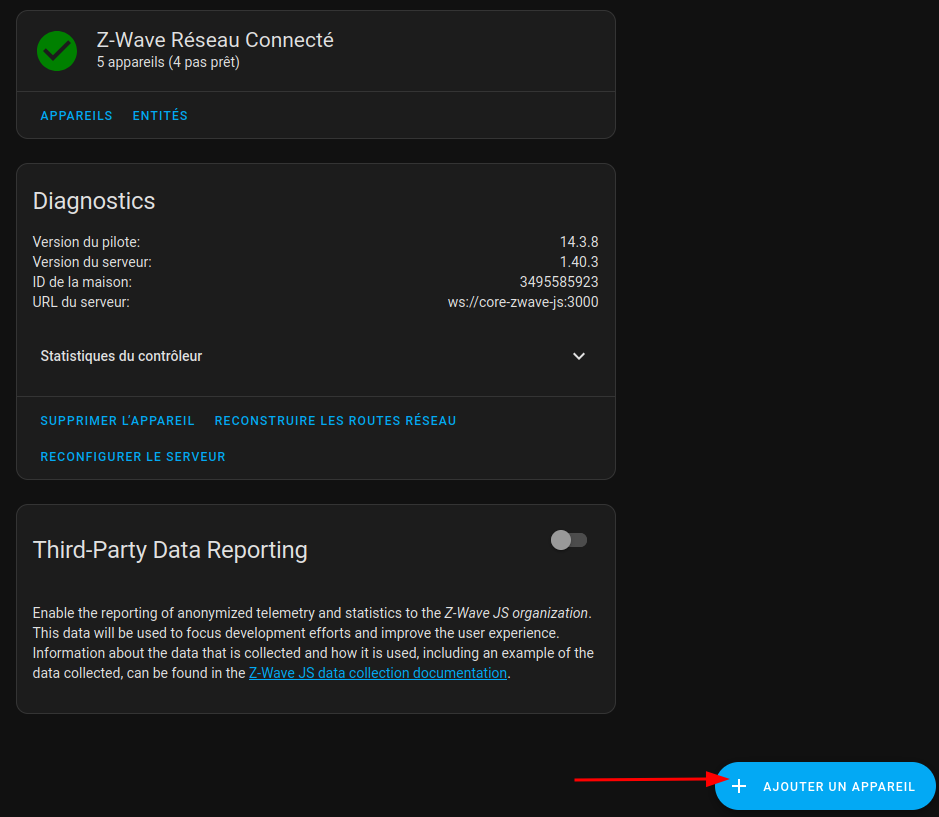 Z-Wave Réseau Connecté
5 appareils (4 pas prêt)
APPAREILS ENTITÉS
Diagnostics
Version du pilote: 14.3.8
Version du serveur: 1.40.3
ID de la maison: 3495585923
URL du serveur: ws://core-zwave-js:3000
Statistiques du contrôleur
SUPPRIMER L'APPAREIL RECONSTRUIRE LES ROUTES RÉSEAU
RECONFIGURER LE SERVEUR
Third-Party Data Reporting
Enable the reporting of anonymized telemetry and statistics to the Z-Wave JS organization.
This data will be used to focus development efforts and improve the user experience.
Information about the data that is collected and how it is used, including an example of the
data collected, can be found in the Z-Wave JS data collection documentation.
AJOUTER UN APPAREIL